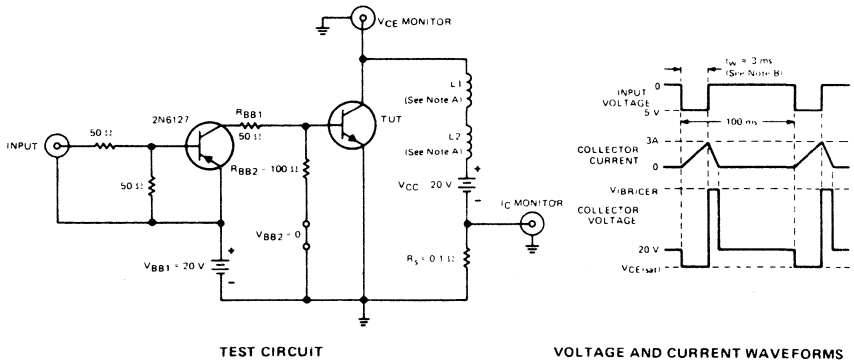 VCE MONITOR
INPUT
50 Ω
50 Ω
2N6127
RBB1
50 Ω
RBB2 = 100 Ω
VBB2 = 0
VBB1 = 20 V
+
−
TUT
L1
(See Note A)
L2
(See Note A)
+
VCC 20 V
−
IC MONITOR
Rs = 0.1 Ω
TEST CIRCUIT
tw ≈ 3 ms
(See Note B)
0
INPUT
VOLTAGE
5 V
100 ms
3A
COLLECTOR
CURRENT
0
V(BR)CER
COLLECTOR
VOLTAGE
20 V
VCE(sat)
VOLTAGE AND CURRENT WAVEFORMS